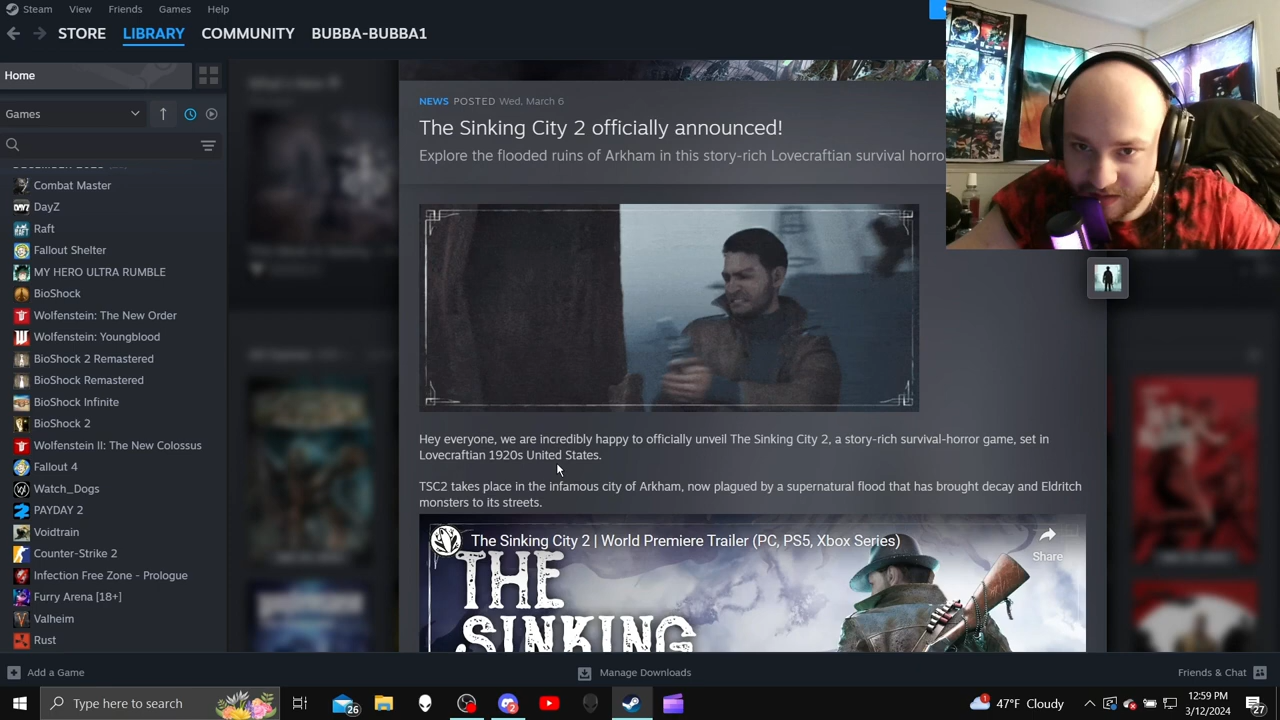 Steam View Friends Games Help
STORE LIBRARY COMMUNITY BUBBA-BUBBA1
Home
Games
Combat Master
DayZ
Raft
Fallout Shelter
MY HERO ULTRA RUMBLE
BioShock
Wolfenstein: The New Order
Wolfenstein: Youngblood
BioShock 2 Remastered
BioShock Remastered
BioShock Infinite
BioShock 2
Wolfenstein II: The New Colossus
Fallout 4
Watch_Dogs
PAYDAY 2
Voidtrain
Counter-Strike 2
Infection Free Zone - Prologue
Furry Arena [18+]
Valheim
Rust
NEWS POSTED Wed, March 6
The Sinking City 2 officially announced!
Explore the flooded ruins of Arkham in this story-rich Lovecraftian survival horro
Hey everyone, we are incredibly happy to officially unveil The Sinking City 2, a story-rich survival-horror game, set in
Lovecraftian 1920s United States.
TSC2 takes place in the infamous city of Arkham, now plagued by a supernatural flood that has brought decay and Eldritch
monsters to its streets.
The Sinking City 2 | World Premiere Trailer (PC, PS5, Xbox Series)
Share
THE
SINKING
Add a Game
Manage Downloads
Friends & Chat
Type here to search
26
2
1
47°F Cloudy
12:59 PM
3/12/2024
27